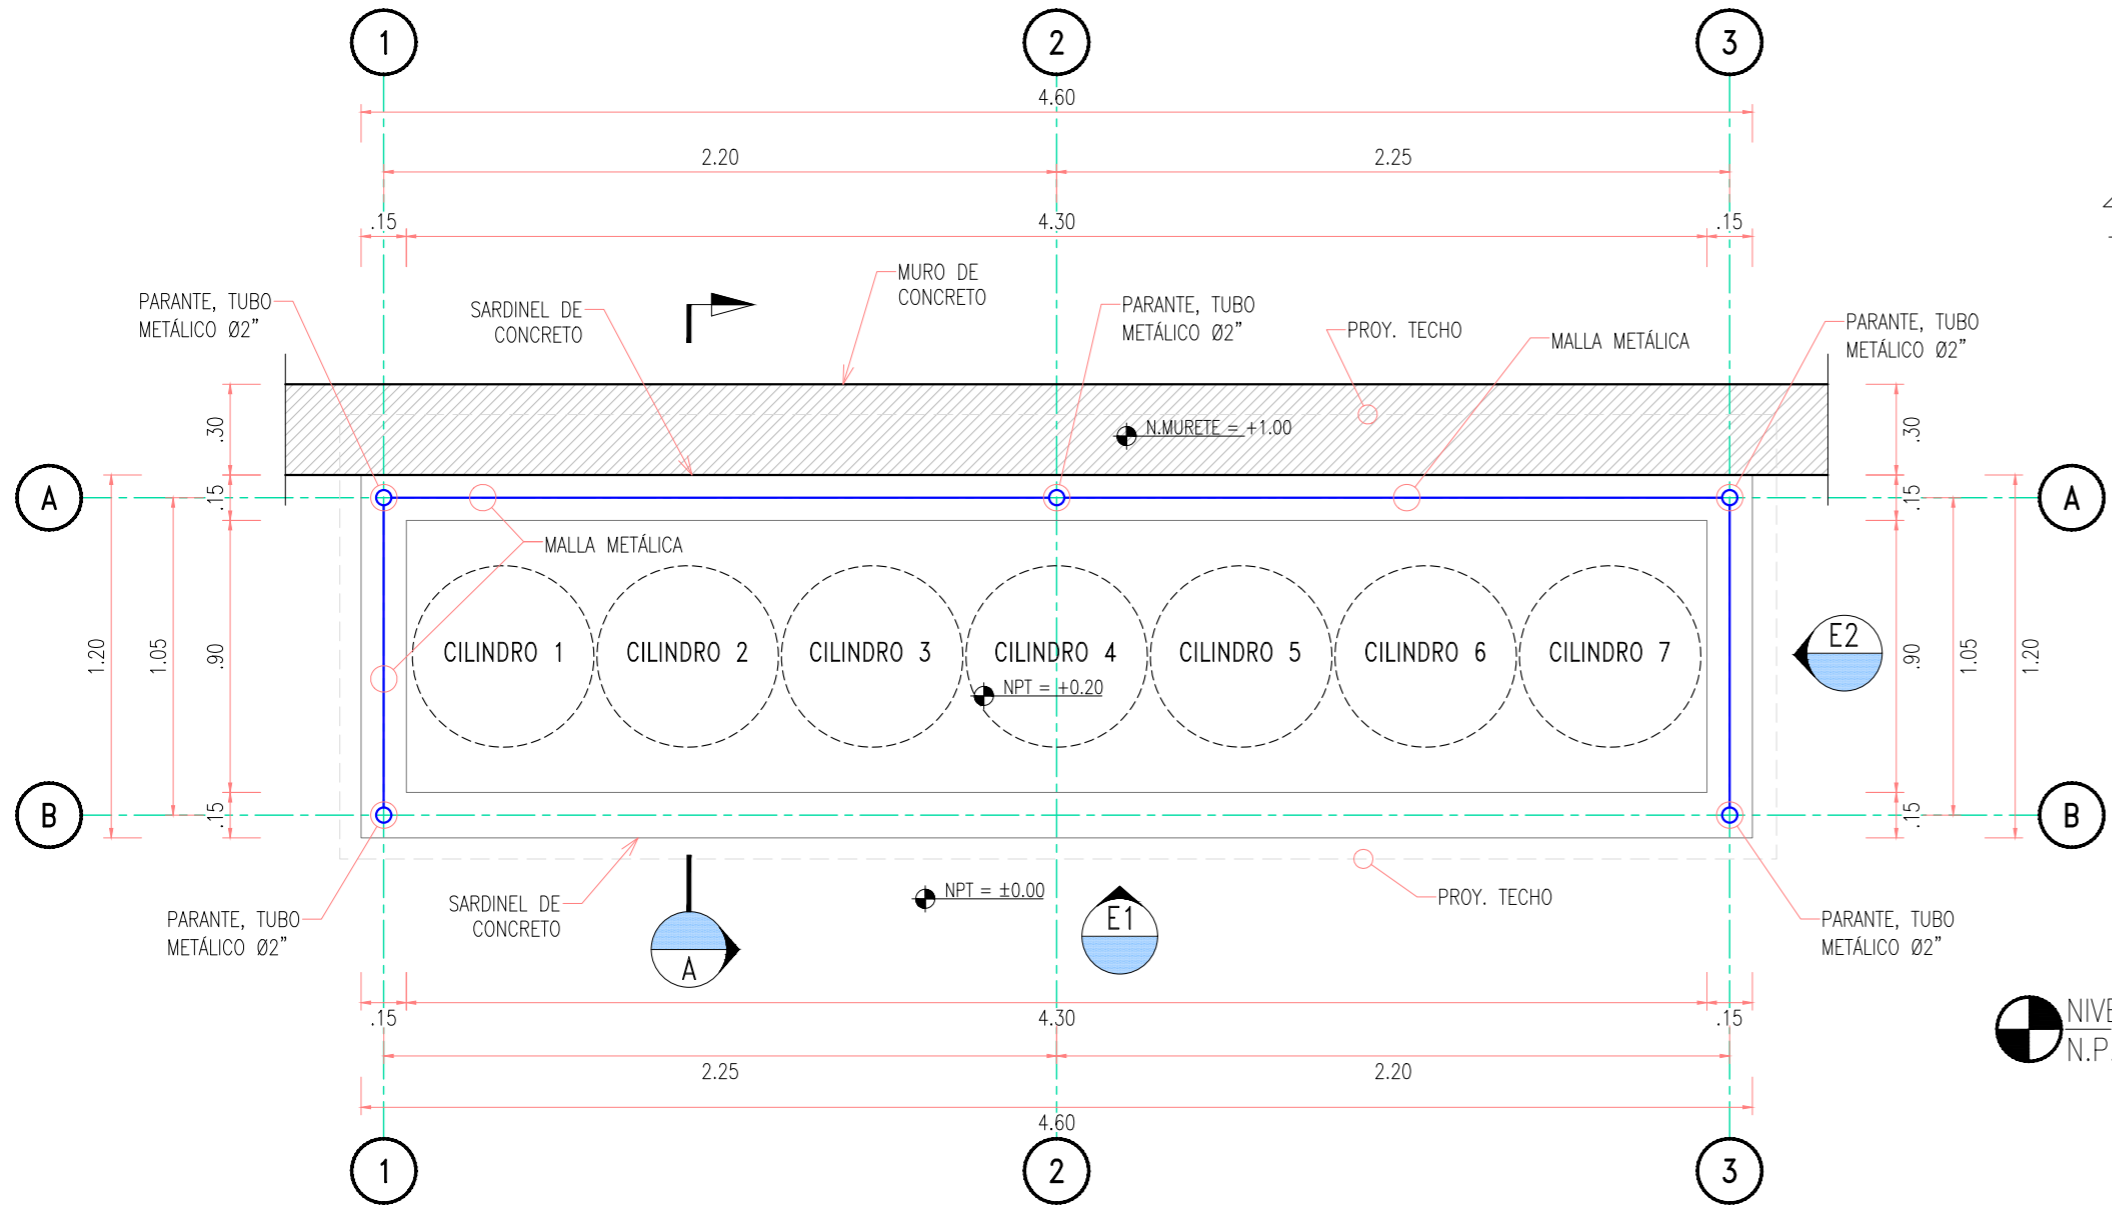 1
2
3
4.60
2.20
2.25
.15
4.30
.15
MURO DE
CONCRETO
PARANTE, TUBO
METÁLICO Ø2"
SARDINEL DE
CONCRETO
PARANTE, TUBO
METÁLICO Ø2"
PROY. TECHO
MALLA METÁLICA
PARANTE, TUBO
METÁLICO Ø2"
.30
N.MURETE = +1.00
.30
A
.15
.15
A
MALLA METÁLICA
1.20
1.05
.90
CILINDRO 1
CILINDRO 2
CILINDRO 3
CILINDRO 4
CILINDRO 5
CILINDRO 6
CILINDRO 7
E2
.90
1.05
1.20
NPT = +0.20
B
.15
.15
B
SARDINEL DE
CONCRETO
NPT = ±0.00
E1
PROY. TECHO
PARANTE, TUBO
METÁLICO Ø2"
A
PARANTE, TUBO
METÁLICO Ø2"
.15
4.30
.15
NIVE
N.P.
2.25
2.20
4.60
1
2
3